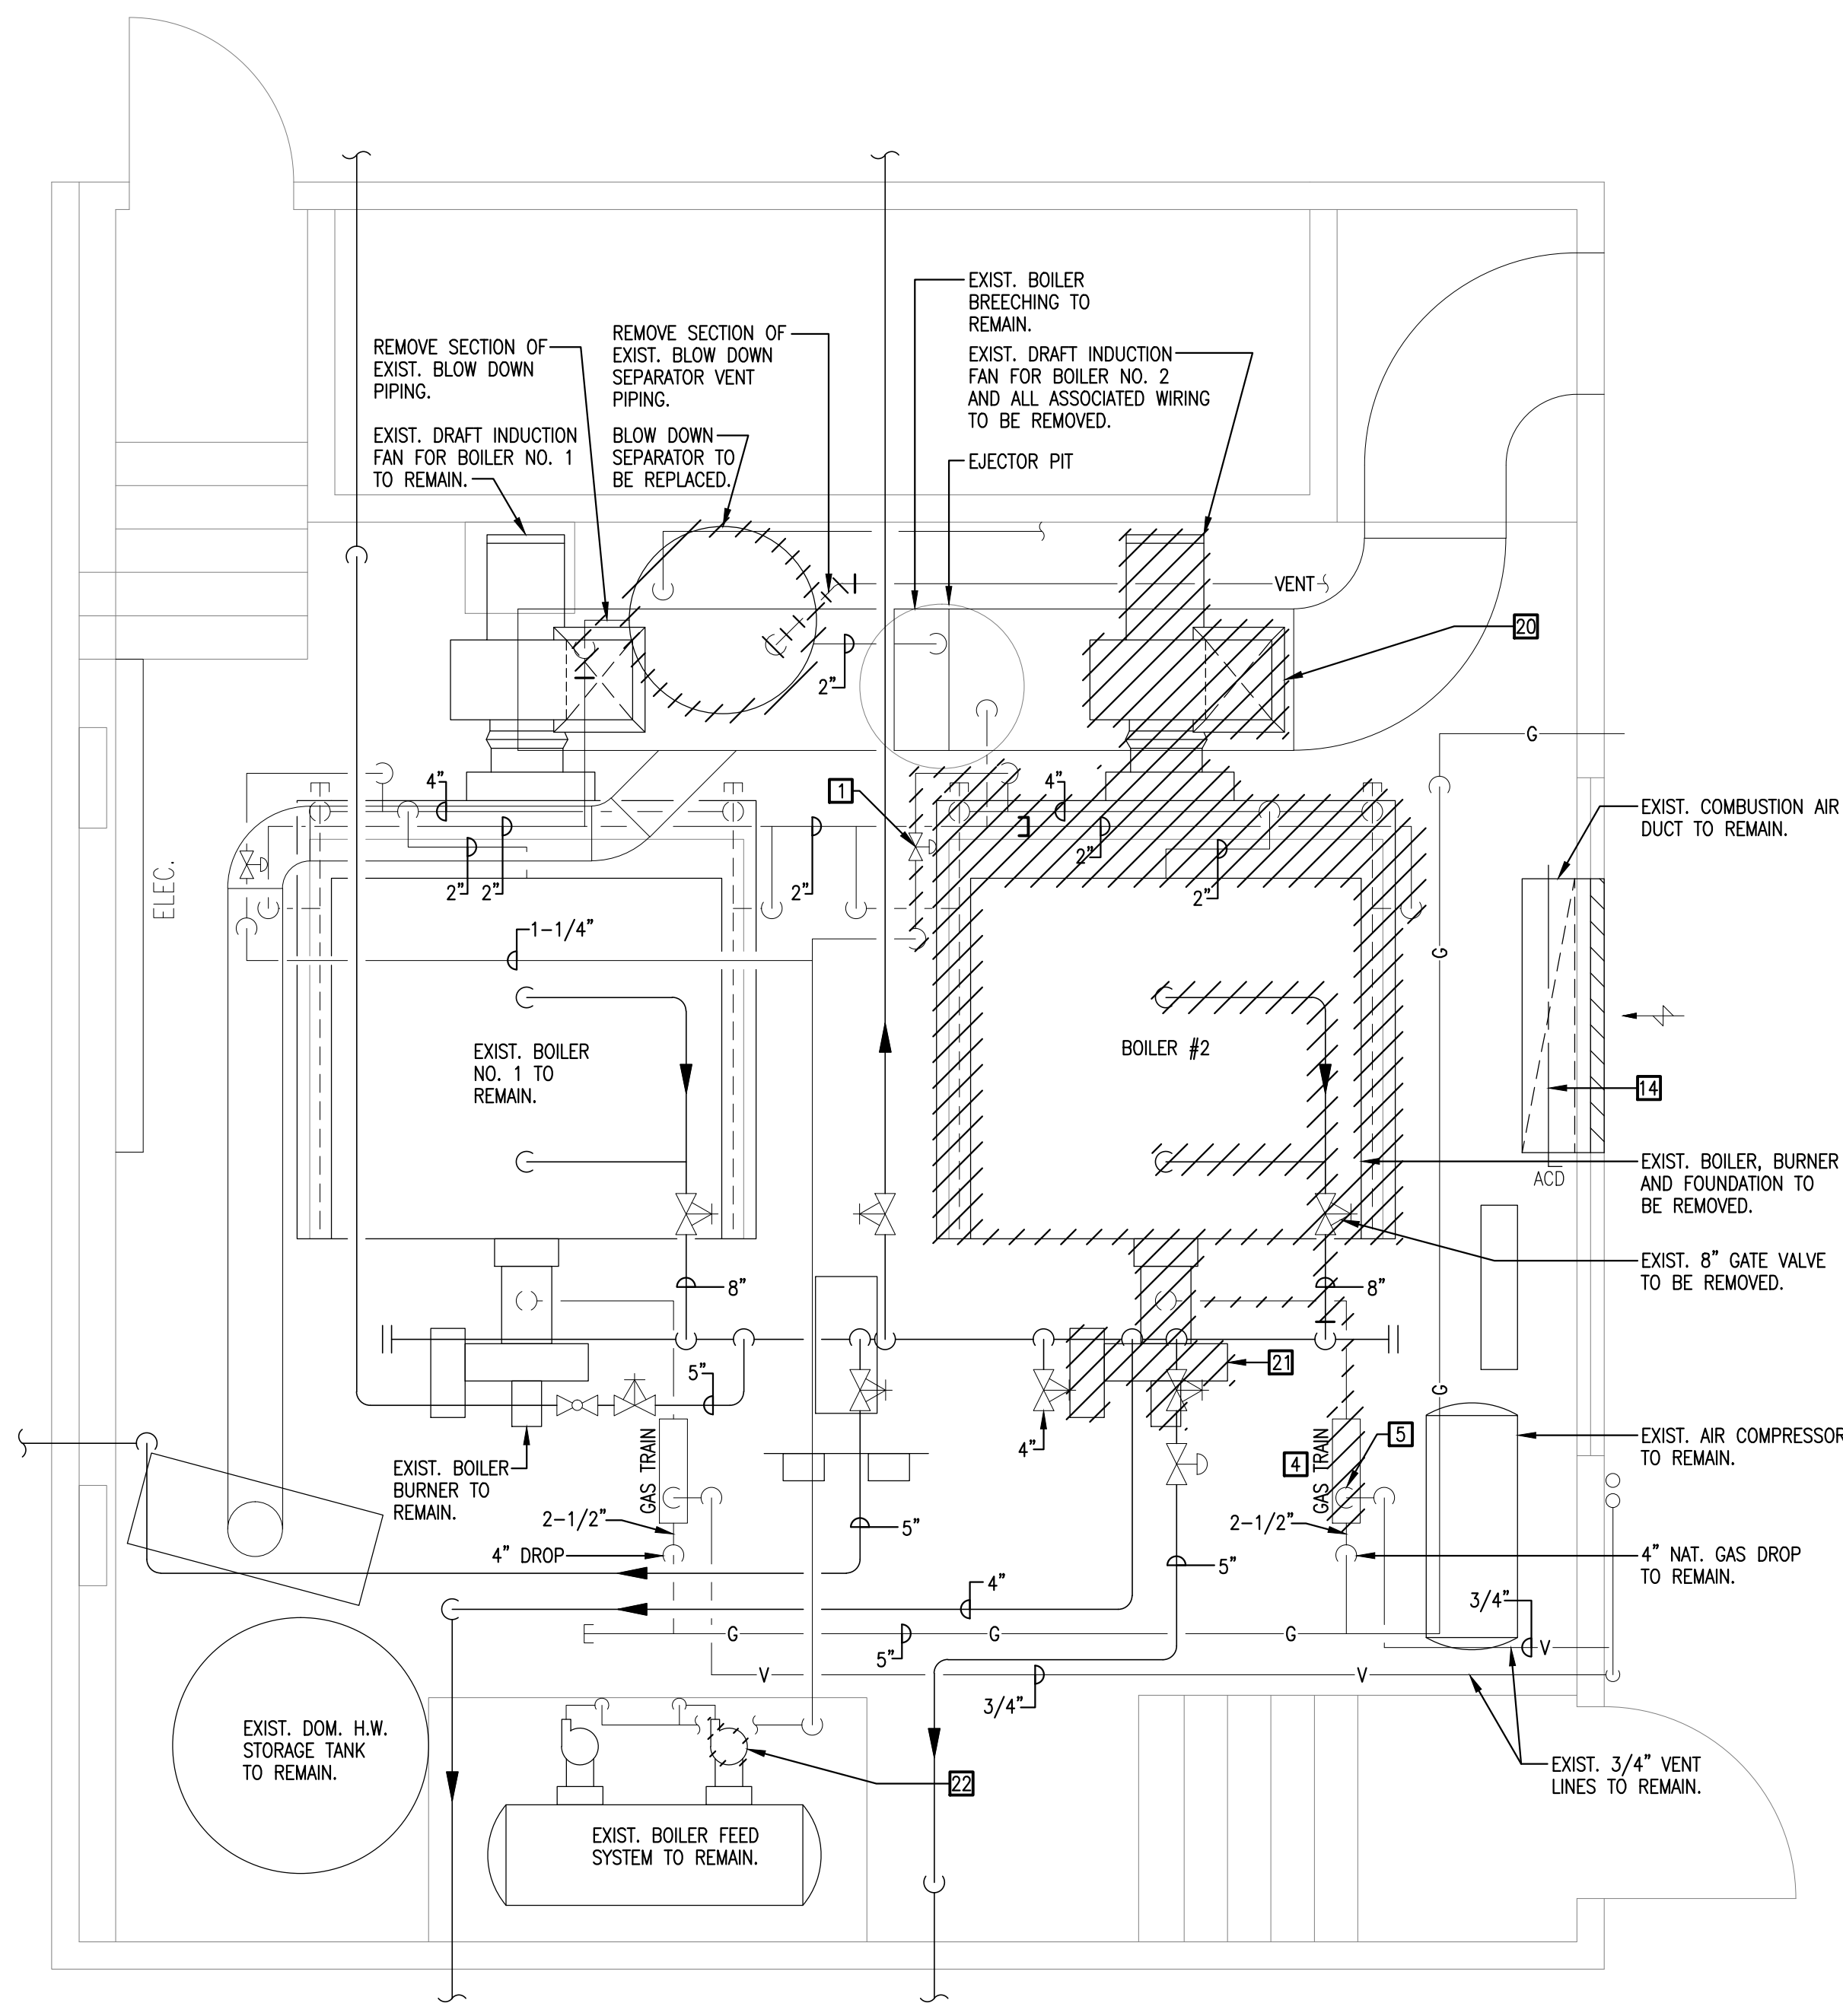 EXIST. BOILER
BREECHING TO
REMAIN.
REMOVE SECTION OF
EXIST. BLOW DOWN
PIPING.
REMOVE SECTION OF
EXIST. BLOW DOWN
SEPARATOR VENT
PIPING.
EXIST. DRAFT INDUCTION
FAN FOR BOILER NO. 2
AND ALL ASSOCIATED WIRING
TO BE REMOVED.
EXIST. DRAFT INDUCTION
FAN FOR BOILER NO. 1
TO REMAIN.
BLOW DOWN
SEPARATOR TO
BE REPLACED.
EJECTOR PIT
VENT
20
2"
G
4"
1
4"
EXIST. COMBUSTION AIR
DUCT TO REMAIN.
2"
2"
2"
2"
2"
ELEC.
1-1/4"
G
EXIST. BOILER
NO. 1 TO
REMAIN.
BOILER #2
14
EXIST. BOILER, BURNER
AND FOUNDATION TO
BE REMOVED.
ACD
EXIST. 8" GATE VALVE
TO BE REMOVED.
8"
8"
21
5"
G
4"
5
4
GAS TRAIN
GAS TRAIN
EXIST. AIR COMPRESSOR
TO REMAIN.
EXIST. BOILER
BURNER TO
REMAIN.
2-1/2"
5"
2-1/2"
4" DROP
5"
4" NAT. GAS DROP
TO REMAIN.
4"
3/4"
G
G
G
5"
V
V
V
3/4"
EXIST. DOM. H.W.
STORAGE TANK
TO REMAIN.
EXIST. 3/4" VENT
LINES TO REMAIN.
22
EXIST. BOILER FEED
SYSTEM TO REMAIN.